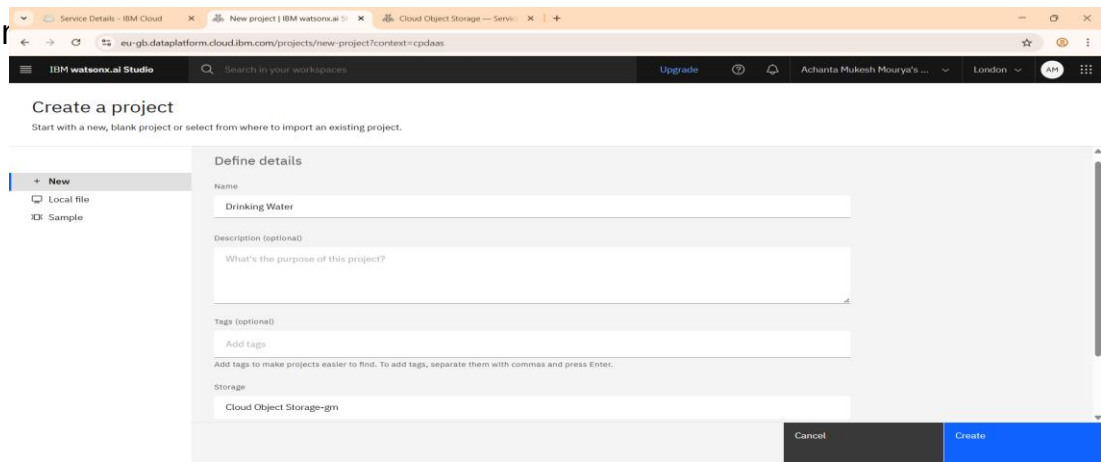 Service Details - IBM Cloud
New project | IBM watsonx.ai St
Cloud Object Storage — Servic
eu-gb.dataplatform.cloud.ibm.com/projects/new-project?context=cpdaas
IBM watsonx.ai Studio
Search in your workspaces
Upgrade
Achanta Mukesh Mourya's ...
London
AM
Create a project
Start with a new, blank project or select from where to import an existing project.
New
Local file
Sample
Define details
Name
Drinking Water
Description (optional)
What's the purpose of this project?
Tags (optional)
Add tags
Add tags to make projects easier to find. To add tags, separate them with commas and press Enter.
Storage
Cloud Object Storage-gm
Cancel
Create